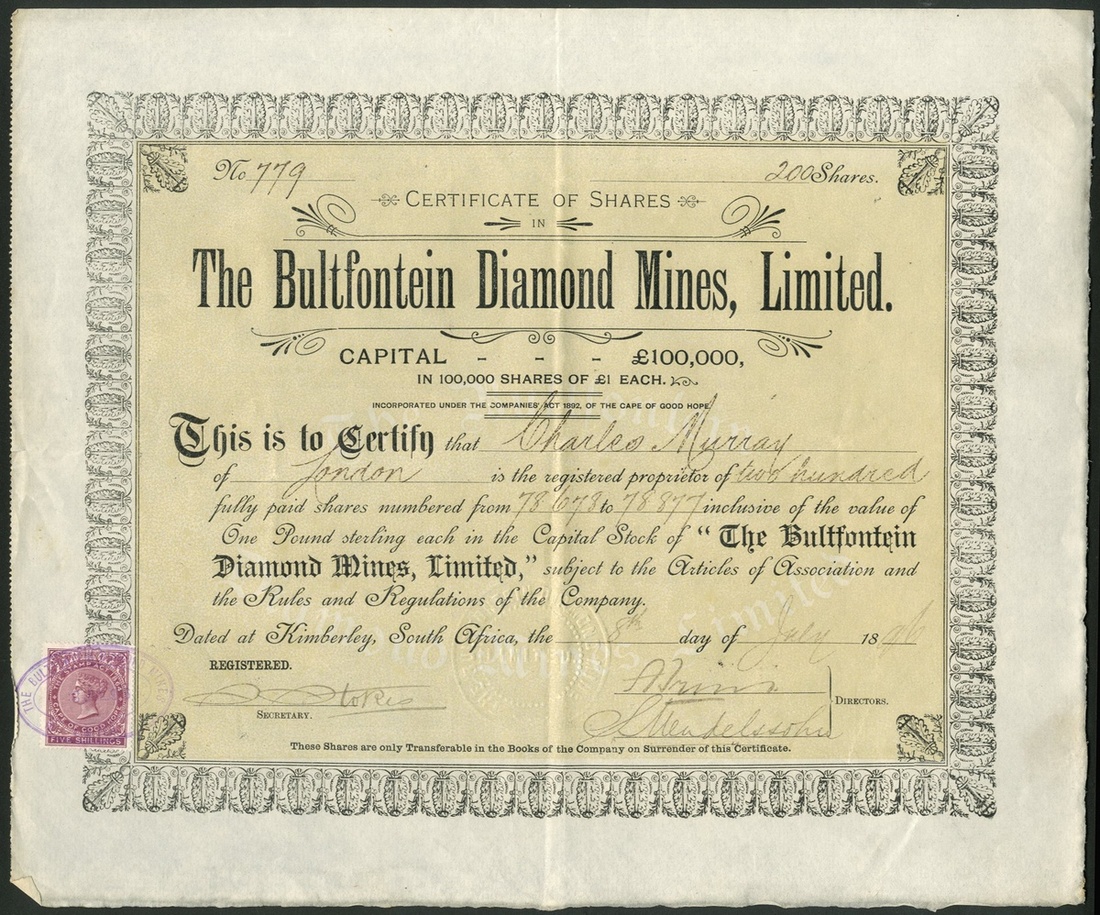 No 779 200 Shares.
CERTIFICATE OF SHARES
IN
The Bultfontein Diamond Mines, Limited.
CAPITAL - - - £100,000,
IN 100,000 SHARES OF £1 EACH.
INCORPORATED UNDER THE COMPANIES' ACT 1892, OF THE CAPE OF GOOD HOPE
This is to Certify that Charles Murray
of London is the registered proprietor of two hundred
fully paid shares numbered from 78678 to 78877 inclusive of the value of
One Pound sterling each in the Capital Stock of "The Bultfontein
Diamond Mines, Limited," subject to the Articles of Association and
the Rules and Regulations of the Company.
Dated at Kimberley, South Africa, the 8th day of July 18
REGISTERED.
Stokes
SECRETARY.
S Mendelssohn
DIRECTORS.
These Shares are only Transferable in the Books of the Company on Surrender of this Certificate.
CAPE OF GOOD HOPE
FIVE SHILLINGS